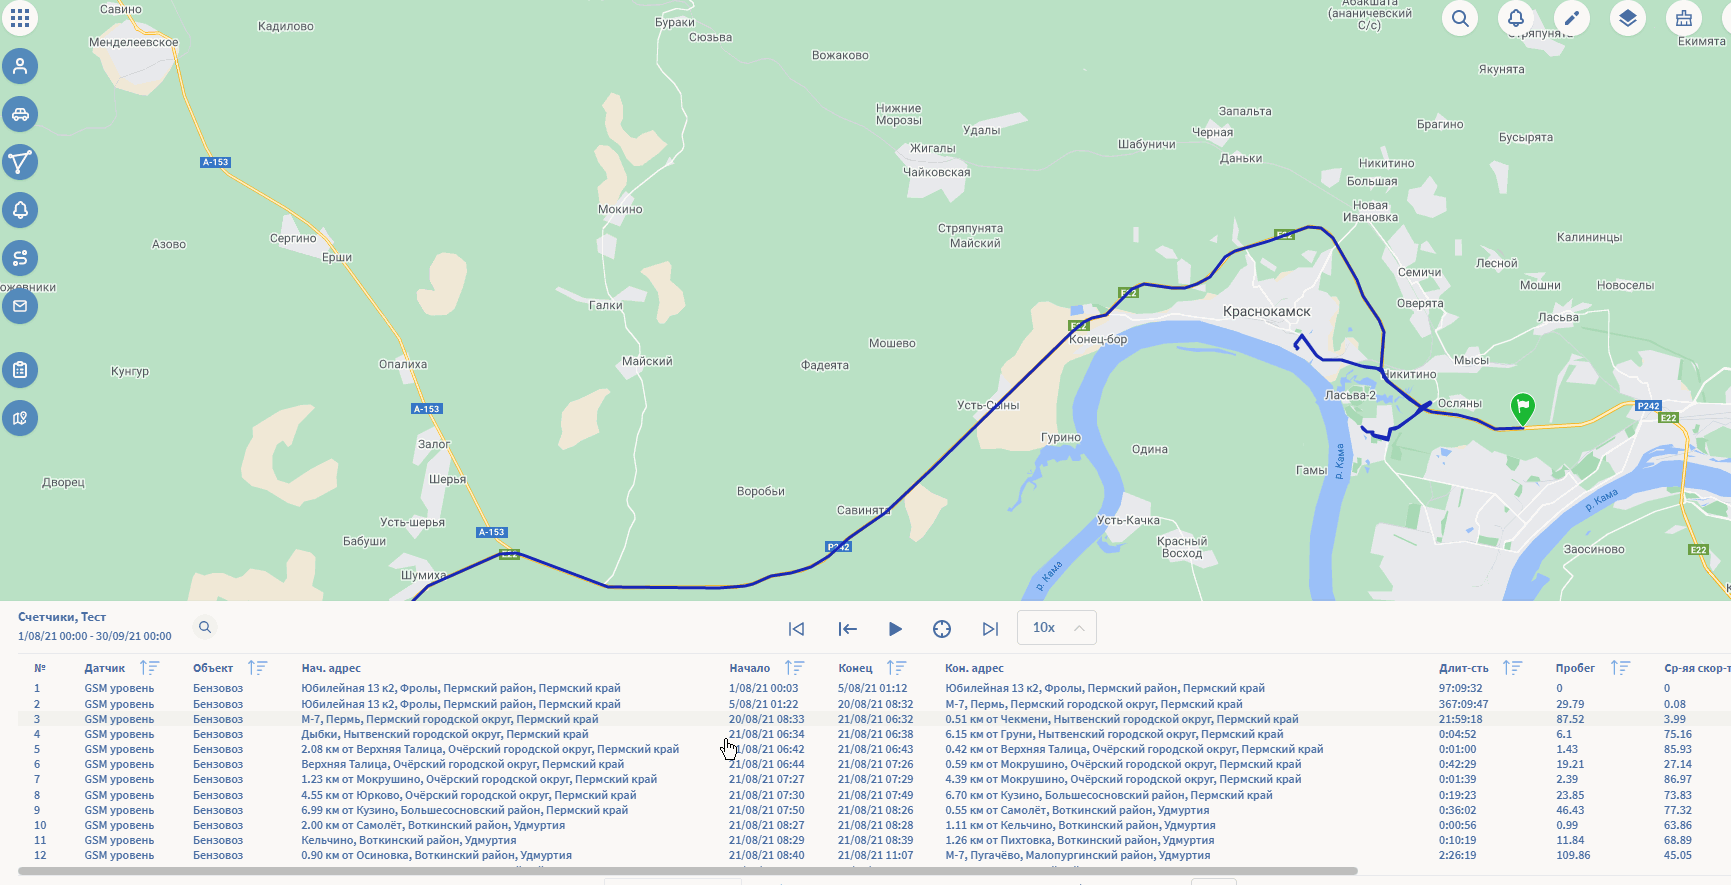 Савино
Кадилово
Бураки
Сюзьва
Менделеевское
Вожаково
(ананичевский
С/с)
Стряпунята
Екимята
Якунята
Нижние
Морозы
Запальта
Удалы
Черная
Брагино
Бусырята
Шабуничи
Жигалы
Даньки
Никитино
А-153
Чайковская
Большая
Мокино
Новая
Ивановка
Стряпунята
Майский
Азово
Сергино
Ерши
Калининцы
Лесной
Семичи
Мошни
Новоселы
Галки
Оверята
Краснокамск
Ласьва
Конец-бор
Мошево
Майский
Фадеята
Мысы
Опалиха
Кунгур
Никитино
Ласьва-2
А-153
Усть-Сыны
Осляны
P242
E22
Залог
Гурино
Одина
р. Кама
Гамы
Шерья
Дворец
Воробьи
р. Кама
Савинята
Усть-шерья
Усть-Качка
А-153
Бабуши
Красный
Восход
Заосиново
E22
Шумиха
р. Кама
Счетчики, Тест
1/08/21 00:00 - 30/09/21 00:00
10x
№ Датчик Объект Нач. адрес Начало Конец Кон. адрес Длит-сть Пробег Ср-яя скор-т
1 GSM уровень Бензовоз Юбилейная 13 к2, Фролы, Пермский район, Пермский край 1/08/21 00:03 5/08/21 01:12 Юбилейная 13 к2, Фролы, Пермский район, Пермский край 97:09:32 0 0
2 GSM уровень Бензовоз Юбилейная 13 к2, Фролы, Пермский район, Пермский край 5/08/21 01:22 20/08/21 08:32 М-7, Пермь, Пермский городской округ, Пермский край 367:09:47 29.79 0.08
3 GSM уровень Бензовоз М-7, Пермь, Пермский городской округ, Пермский край 20/08/21 08:33 21/08/21 06:32 0.51 км от Чекмени, Нытвенский городской округ, Пермский край 21:59:18 87.52 3.99
4 GSM уровень Бензовоз Дыбки, Нытвенский городской округ, Пермский край 21/08/21 06:34 21/08/21 06:38 6.15 км от Груни, Нытвенский городской округ, Пермский край 0:04:52 6.1 75.16
5 GSM уровень Бензовоз 2.08 км от Верхняя Талица, Очёрский городской округ, Пермский край 21/08/21 06:42 21/08/21 06:43 0.42 км от Верхняя Талица, Очёрский городской округ, Пермский край 0:01:00 1.43 85.93
6 GSM уровень Бензовоз Верхняя Талица, Очёрский городской округ, Пермский край 21/08/21 06:44 21/08/21 07:26 0.59 км от Мокрушино, Очёрский городской округ, Пермский край 0:42:29 19.21 27.14
7 GSM уровень Бензовоз 1.23 км от Мокрушино, Очёрский городской округ, Пермский край 21/08/21 07:27 21/08/21 07:29 4.39 км от Мокрушино, Очёрский городской округ, Пермский край 0:01:39 2.39 86.97
8 GSM уровень Бензовоз 4.55 км от Юрково, Очёрский городской округ, Пермский край 21/08/21 07:30 21/08/21 07:49 6.70 км от Кузино, Большесосновский район, Пермский край 0:19:23 23.85 73.83
9 GSM уровень Бензовоз 6.99 км от Кузино, Большесосновский район, Пермский край 21/08/21 07:50 21/08/21 08:26 0.55 км от Самолёт, Воткинский район, Удмуртия 0:36:02 46.43 77.32
10 GSM уровень Бензовоз 2.00 км от Самолёт, Воткинский район, Удмуртия 21/08/21 08:27 21/08/21 08:28 1.11 км от Кельчино, Воткинский район, Удмуртия 0:00:56 0.99 63.86
11 GSM уровень Бензовоз Кельчино, Воткинский район, Удмуртия 21/08/21 08:29 21/08/21 08:39 1.26 км от Пихтовка, Воткинский район, Удмуртия 0:10:19 11.84 68.89
12 GSM уровень Бензовоз 0.90 км от Осиновка, Воткинский район, Удмуртия 21/08/21 08:40 21/08/21 11:07 М-7, Пугачёво, Малопургинский район, Удмуртия 2:26:19 109.86 45.05